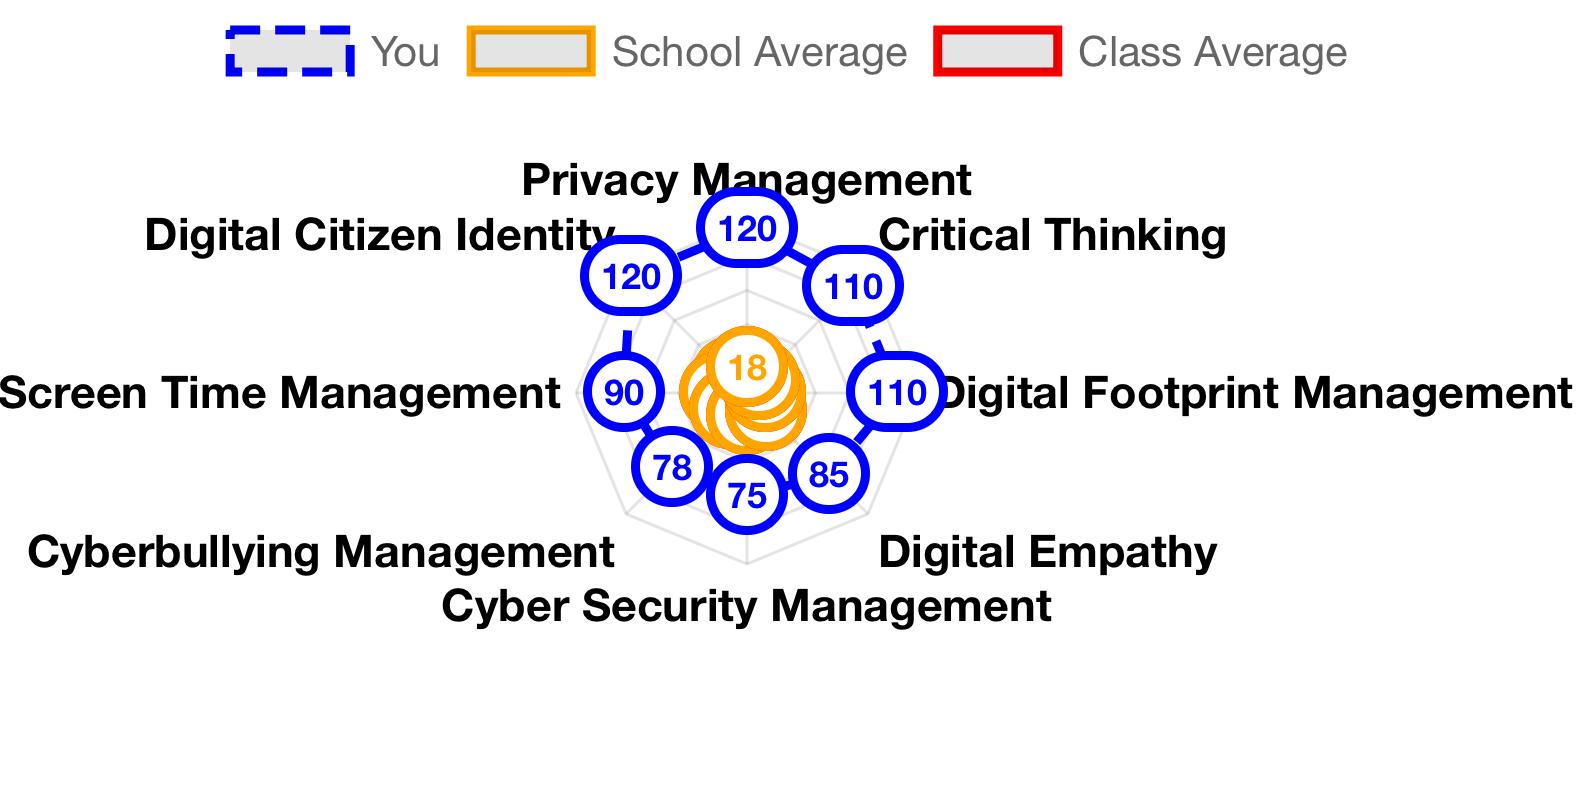 You School Average Class Average
Privacy Management
Digital Citizen Identity Critical Thinking
120
120
110
18
Screen Time Management 90 110 Digital Footprint Management
78
75
85
Cyberbullying Management Digital Empathy
Cyber Security Management